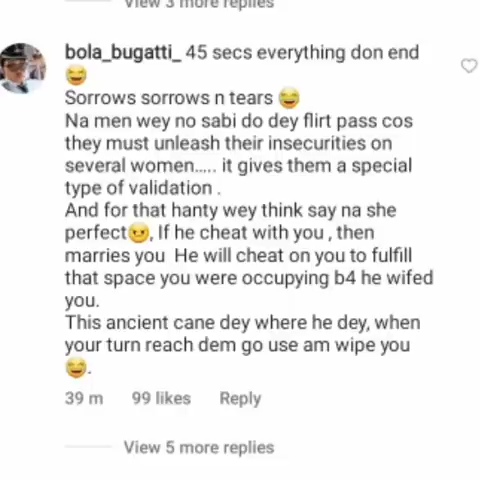 View 3 more replies
bola_bugatti_ 45 secs everything don end
😂
Sorrows sorrows n tears 😂
Na men wey no sabi do dey flirt pass cos
they must unleash their insecurities on
several women..... it gives them a special
type of validation .
And for that hanty wey think say na she
perfect😠, If he cheat with you , then
marries you He will cheat on you to fulfill
that space you were occupying b4 he wifed
you.
This ancient cane dey where he dey, when
your turn reach dem go use am wipe you
😂.
39 m 99 likes Reply
View 5 more replies